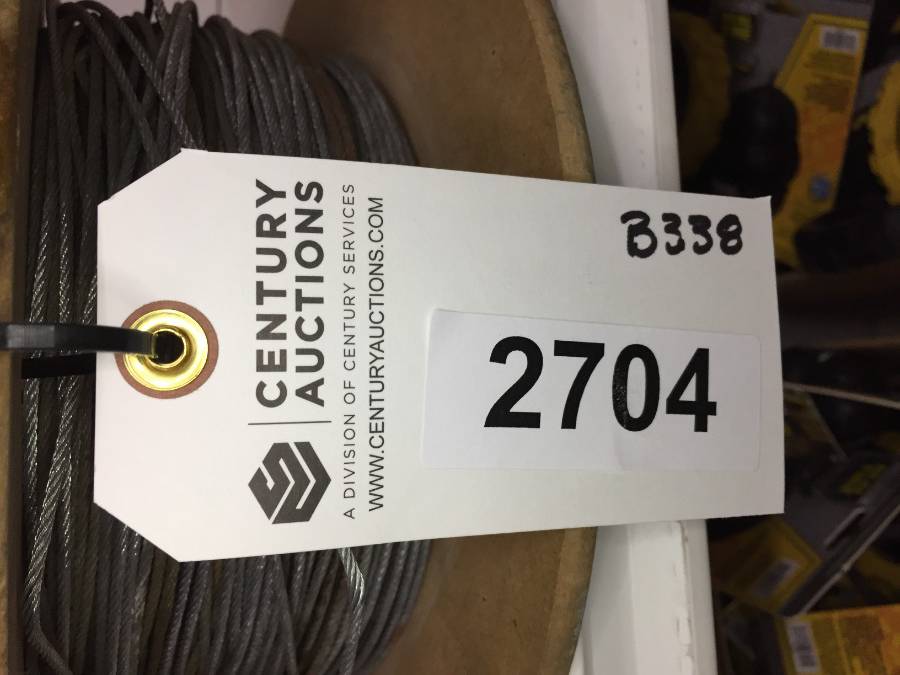 CENTURY
AUCTIONS
A DIVISION OF CENTURY SERVICES
WWW.CENTURYAUCTIONS.COM
B338
2704